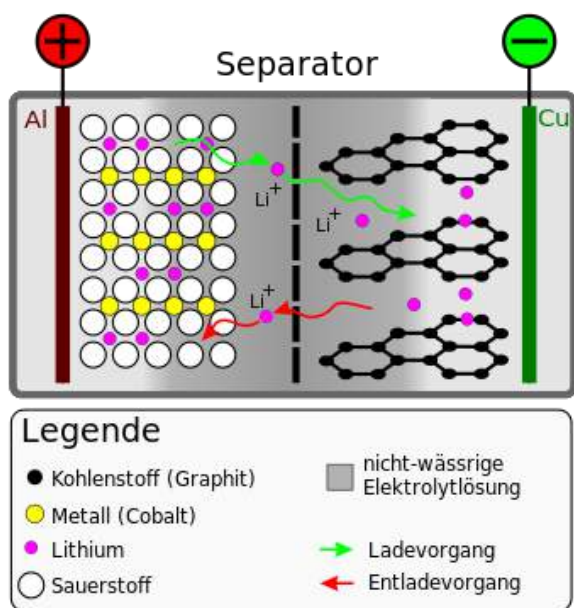 +
−
Separator
Al
Cu
Li+
Li+
Li+
Legende
Kohlenstoff (Graphit)
Metall (Cobalt)
Lithium
Sauerstoff
nicht-wässrige
Elektrolytlösung
Ladevorgang
Entladevorgang